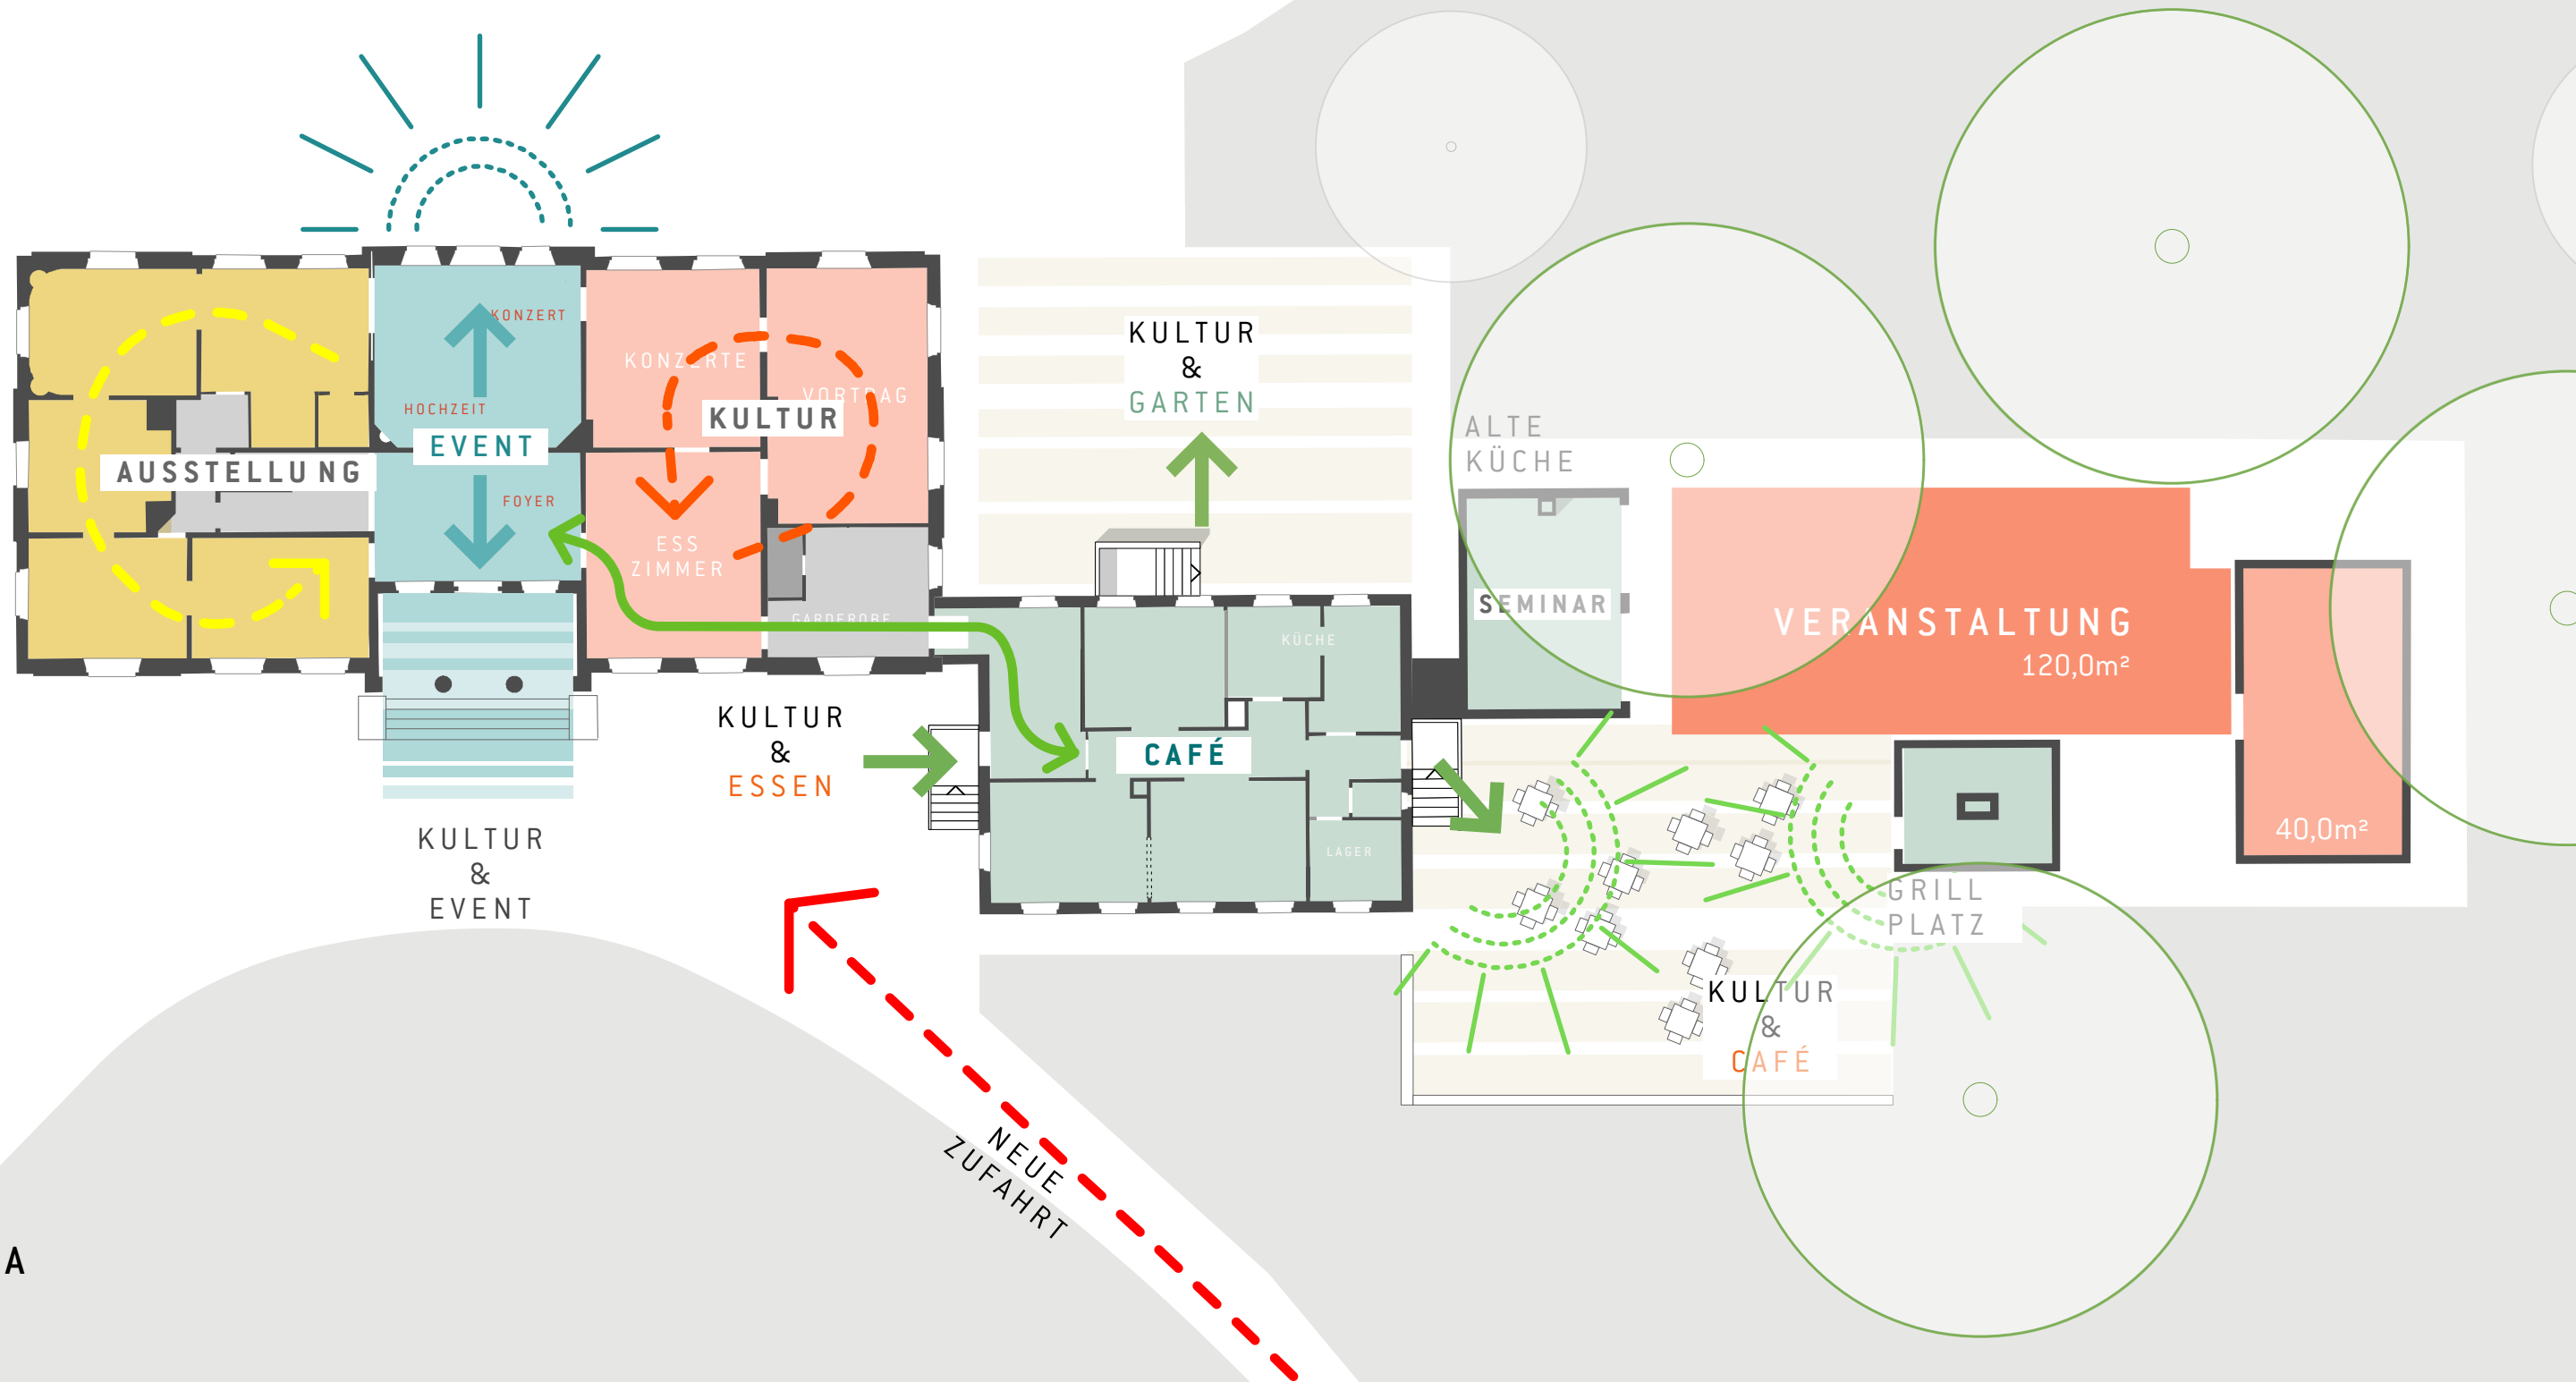 KONZERT
HOCHZEIT
EVENT
FOYER
AUSSTELLUNG
KONZERTE
VORTRAG
KULTUR
ESS
ZIMMER
GARDEROBE
KULTUR
&
GARTEN
ALTE
KÜCHE
SEMINAR
VERANSTALTUNG
120,0m²
40,0m²
KÜCHE
CAFÉ
LAGER
KULTUR
&
ESSEN
KULTUR
&
EVENT
GRILL
PLATZ
KULTUR
&
CAFÉ
NEUE
ZUFAHRT
A